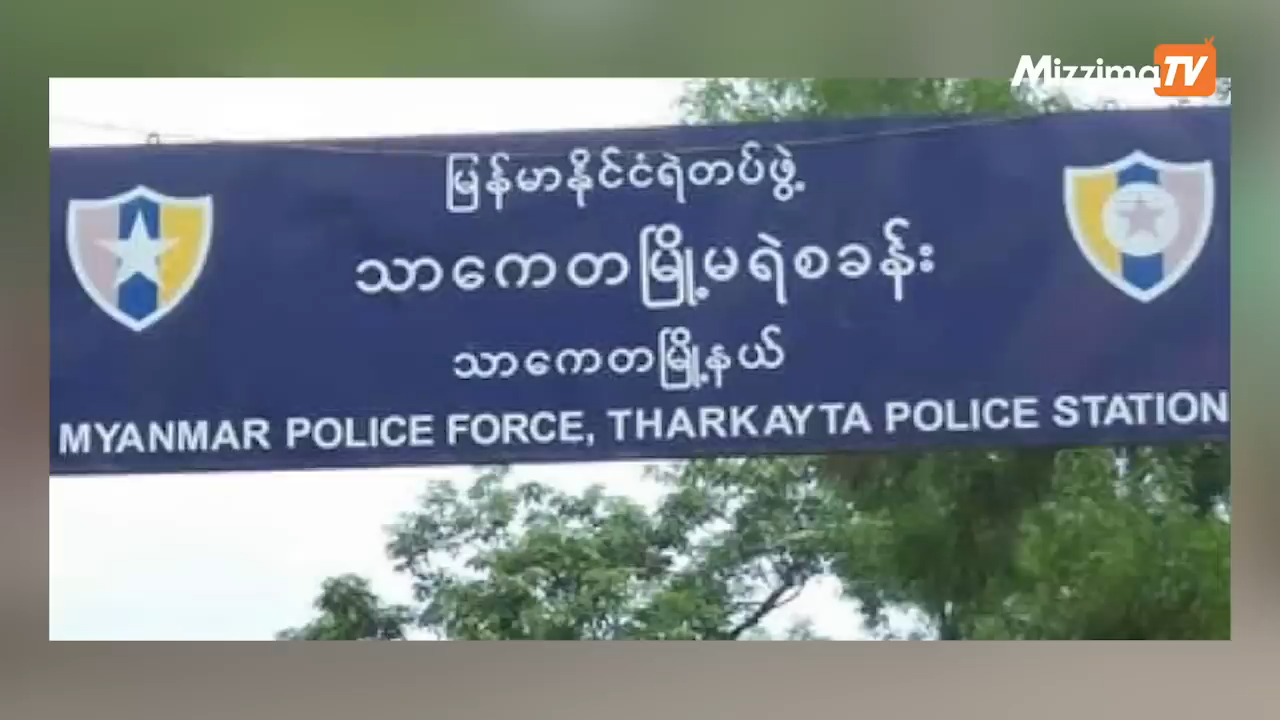 MizzimaTV
မြန်မာနိုင်ငံရဲတပ်ဖွဲ့
သာကေတမြို့မရဲစခန်း
သာကေတမြို့နယ်
MYANMAR POLICE FORCE, THARKAYTA POLICE STATION